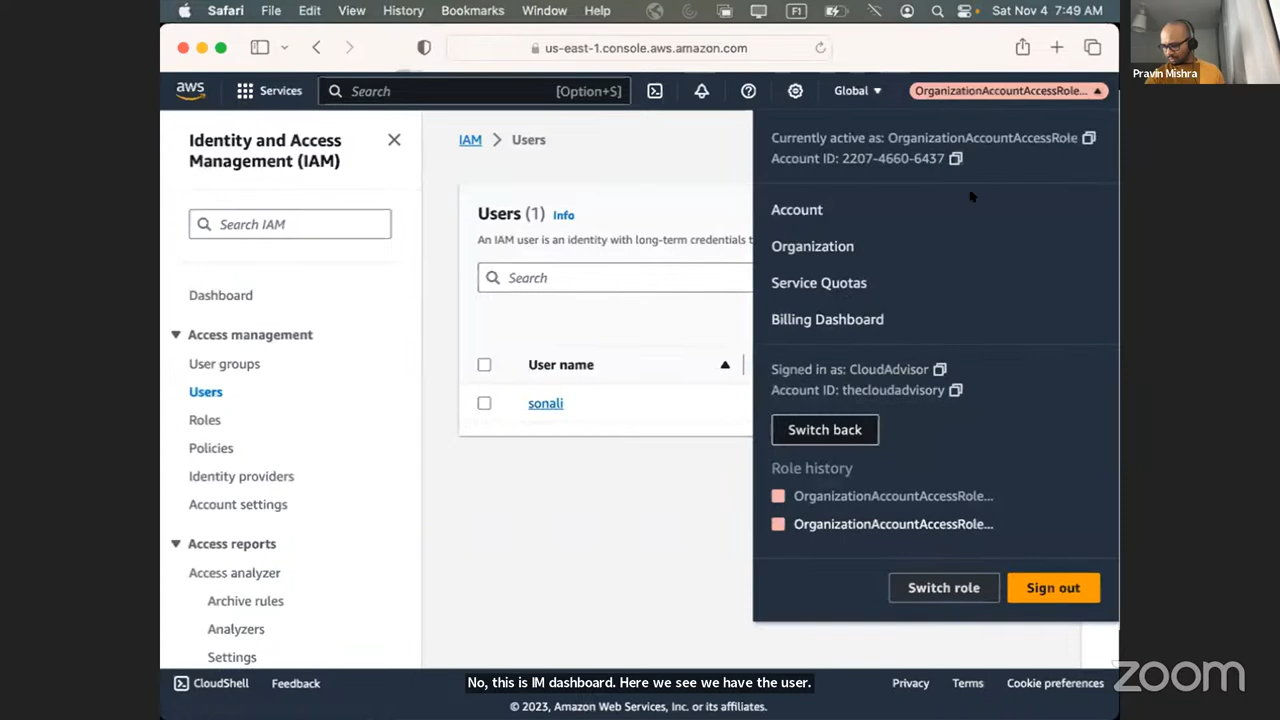 Safari File Edit View History Bookmarks Window Help Sat Nov 4 7:49 AM
us-east-1.console.aws.amazon.com
Pravin Mishra
aws Services Search [Option+S] Global OrganizationAccountAccessRole...
Identity and Access
Management (IAM)
Search IAM
Dashboard
Access management
User groups
Users
Roles
Policies
Identity providers
Account settings
Access reports
Access analyzer
Archive rules
Analyzers
Settings
IAM > Users
Users (1) Info
An IAM user is an identity with long-term credentials t
Search
User name
sonali
Currently active as: OrganizationAccountAccessRole
Account ID: 2207-4660-6437
Account
Organization
Service Quotas
Billing Dashboard
Signed in as: CloudAdvisor
Account ID: thecloudadvisory
Switch back
Role history
OrganizationAccountAccessRole...
OrganizationAccountAccessRole...
Switch role Sign out
CloudShell Feedback Privacy Terms Cookie preferences
No, this is IM dashboard. Here we see we have the user.
© 2023, Amazon Web Services, Inc. or its affiliates.
zoom